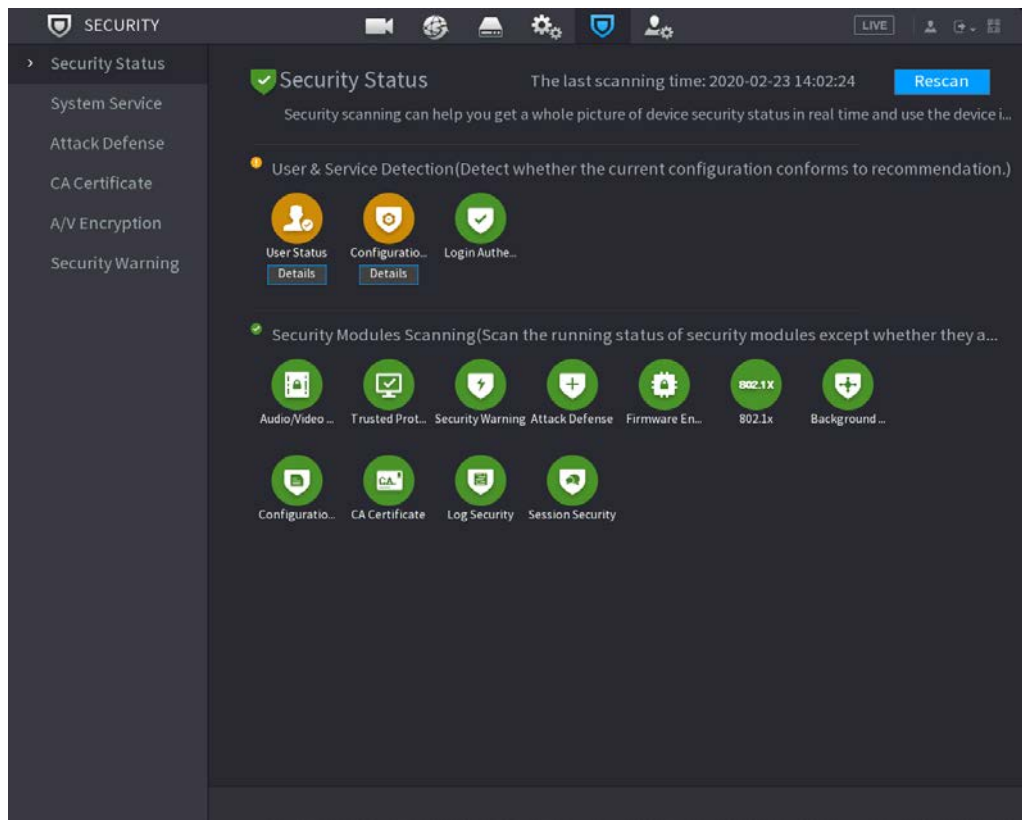 SECURITY
LIVE
Security Status
System Service
Attack Defense
CA Certificate
A/V Encryption
Security Warning
Security Status The last scanning time: 2020-02-23 14:02:24 Rescan
Security scanning can help you get a whole picture of device security status in real time and use the device i...
User & Service Detection(Detect whether the current configuration conforms to recommendation.)
User Status Configuratio... Login Authe...
Details Details
Security Modules Scanning(Scan the running status of security modules except whether they a...
802.1X
Audio/Video ... Trusted Prot... Security Warning Attack Defense Firmware En... 802.1x Background ...
CA.
Configuratio... CA Certificate Log Security Session Security